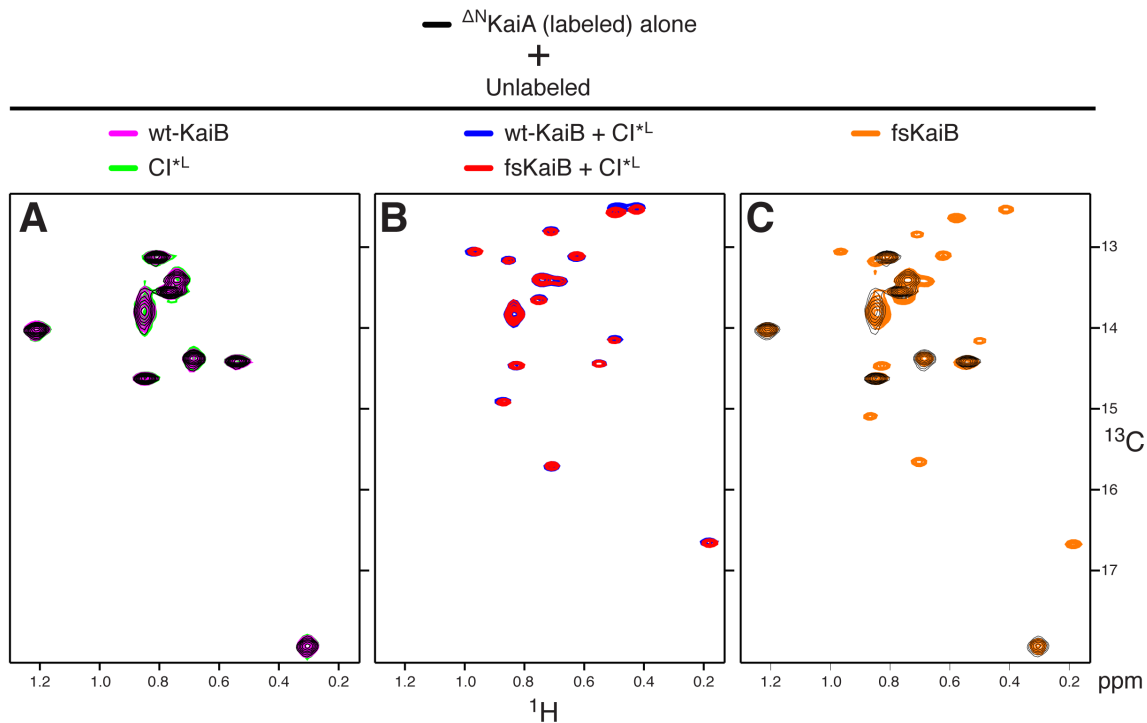 ΔNKaiA (labeled) alone
+
Unlabeled
wt-KaiB
CI*L
wt-KaiB + CI*L
fsKaiB + CI*L
fsKaiB
A
B
C
13
14
15
13C
16
17
1.2 1.0 0.8 0.6 0.4 0.2
1.2 1.0 0.8 0.6 0.4 0.2
1.2 1.0 0.8 0.6 0.4 0.2 ppm
1H